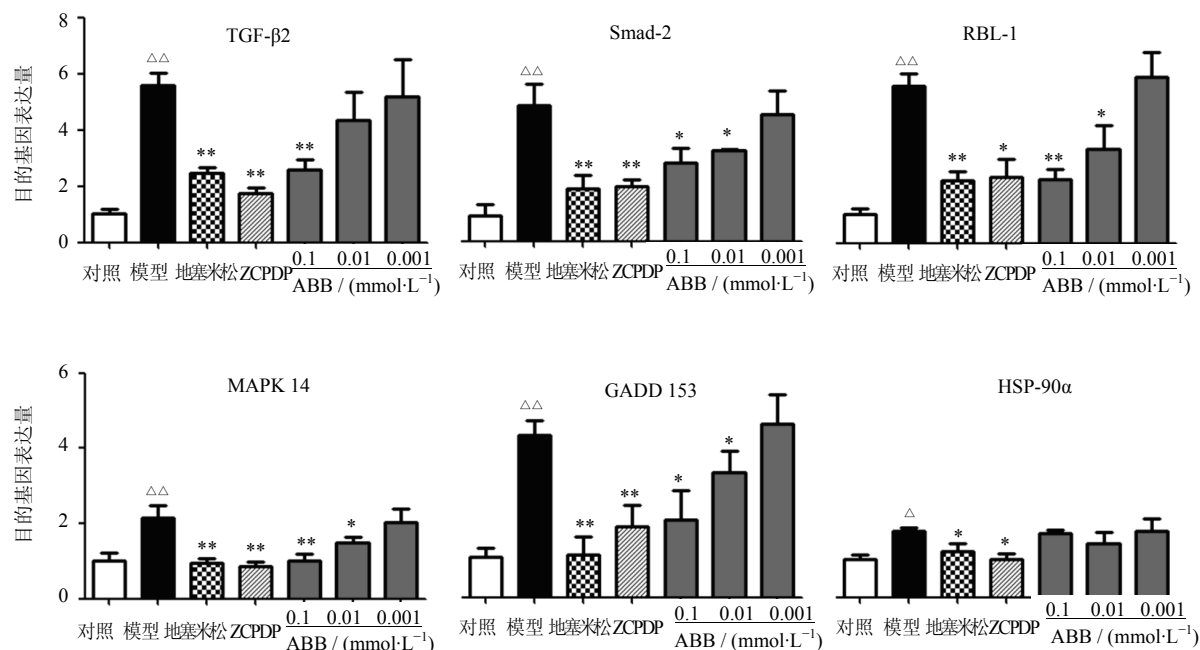 TGF-β2
Smad-2
RBL-1
目的基因表达量
8
6
4
2
0
△△
**
**
**
△△
**
**
*
*
△△
**
*
**
*
对照 模型 地塞米松 ZCPDP 0.1 0.01 0.001
ABB / (mmol·L⁻¹)
对照 模型 地塞米松 ZCPDP 0.1 0.01 0.001
ABB / (mmol·L⁻¹)
对照 模型 地塞米松 ZCPDP 0.1 0.01 0.001
ABB / (mmol·L⁻¹)
MAPK 14
GADD 153
HSP-90α
目的基因表达量
6
4
2
0
△△
**
**
**
*
△△
**
**
*
*
△
*
*
对照 模型 地塞米松 ZCPDP 0.1 0.01 0.001
ABB / (mmol·L⁻¹)
对照 模型 地塞米松 ZCPDP 0.1 0.01 0.001
ABB / (mmol·L⁻¹)
对照 模型 地塞米松 ZCPDP 0.1 0.01 0.001
ABB / (mmol·L⁻¹)